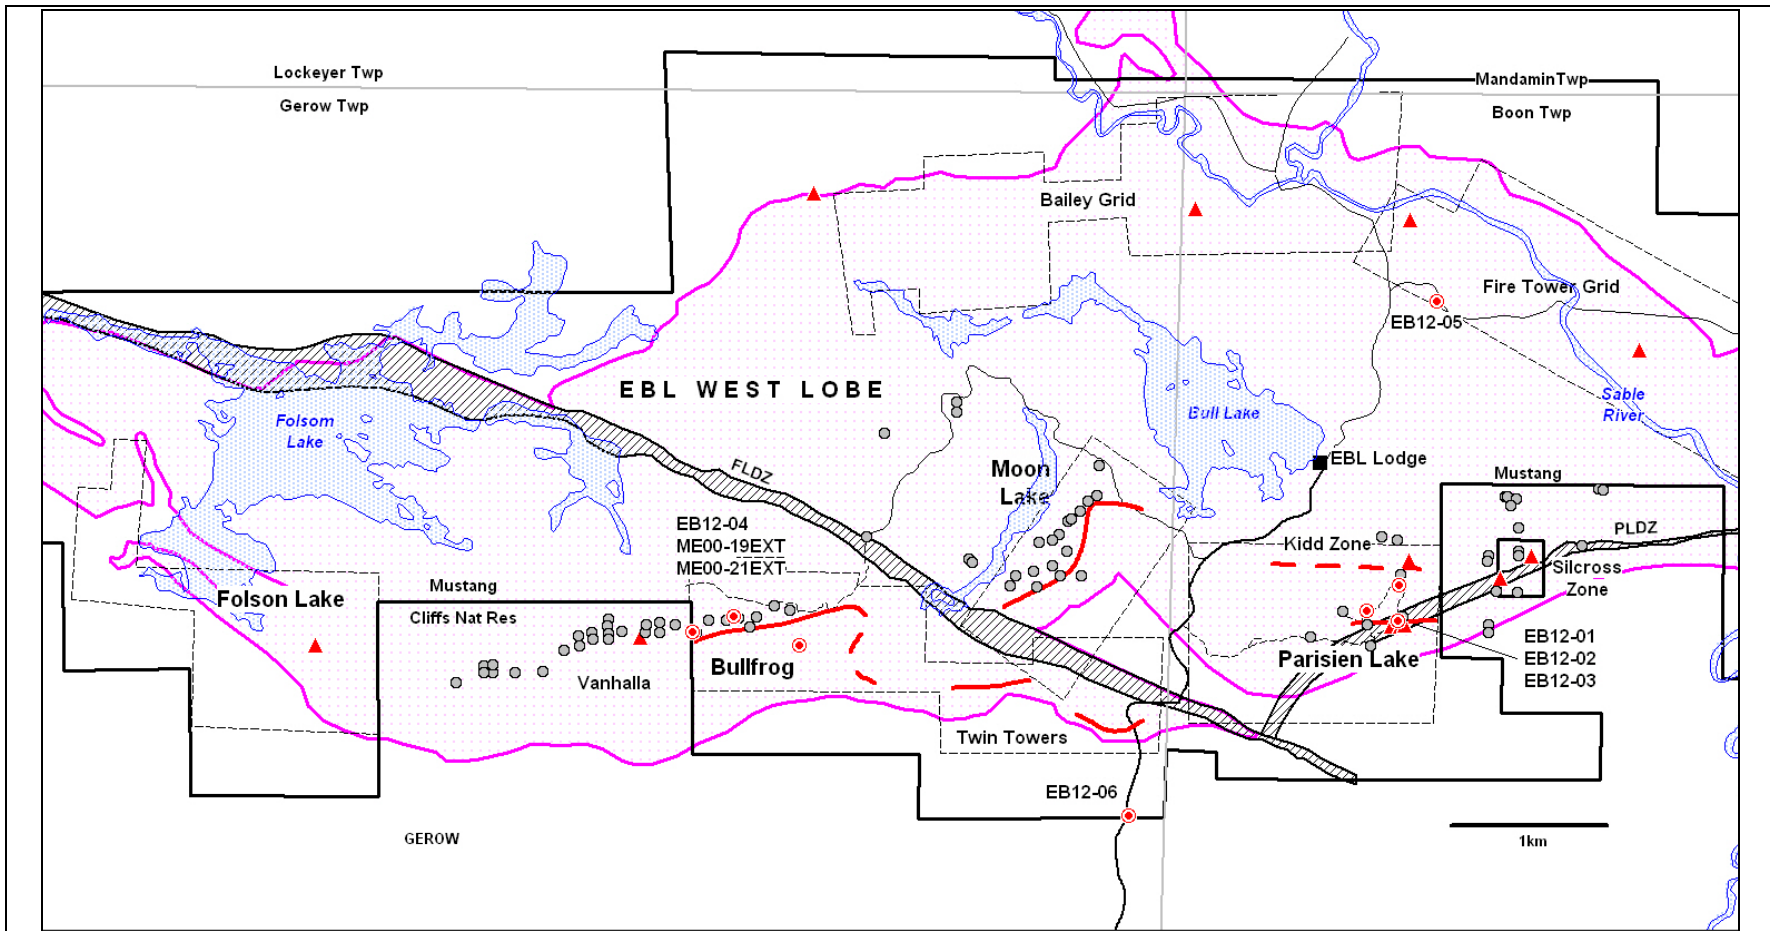 Lockeyer Twp
Gerow Twp
Mandamin Twp
Boon Twp
Bailey Grid
Fire Tower Grid
EB12-05
EBL WEST LOBE
Folsom
Lake
Bull Lake
Sable
River
FLDZ
Moon
Lake
EBL Lodge
Mustang
PLDZ
EB12-04
ME00-19EXT
ME00-21EXT
Kidd Zone
Silcross
Zone
Mustang
Folson Lake
Cliffs Nat Res
Vanhalla
Bullfrog
Parisien Lake
EB12-01
EB12-02
EB12-03
Twin Towers
EB12-06
GEROW
1km